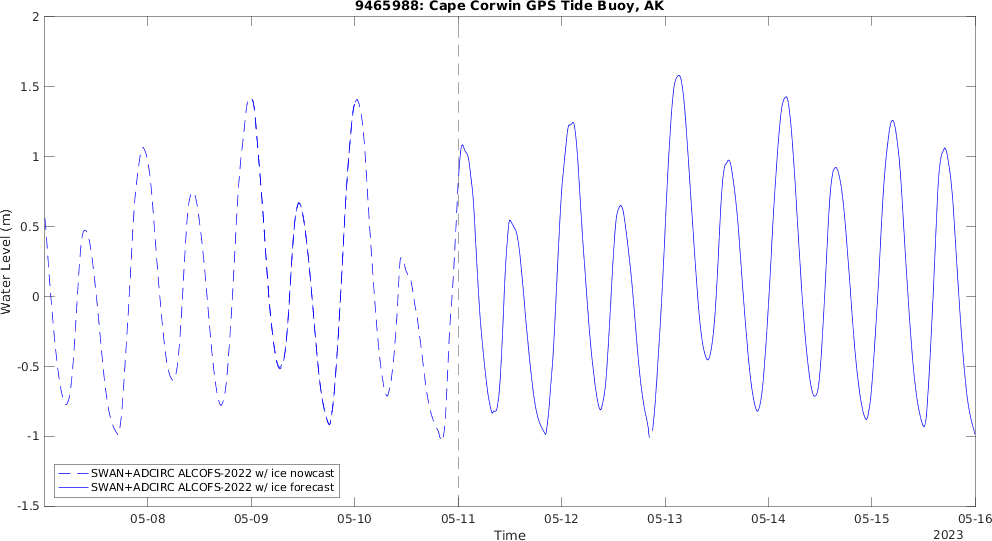 9465988: Cape Corwin GPS Tide Buoy, AK
2
1.5
1
0.5
0
-0.5
-1
-1.5
Water Level (m)
SWAN+ADCIRC ALCOFS-2022 w/ ice nowcast
SWAN+ADCIRC ALCOFS-2022 w/ ice forecast
05-08 05-09 05-10 05-11 05-12 05-13 05-14 05-15 05-16
Time
2023